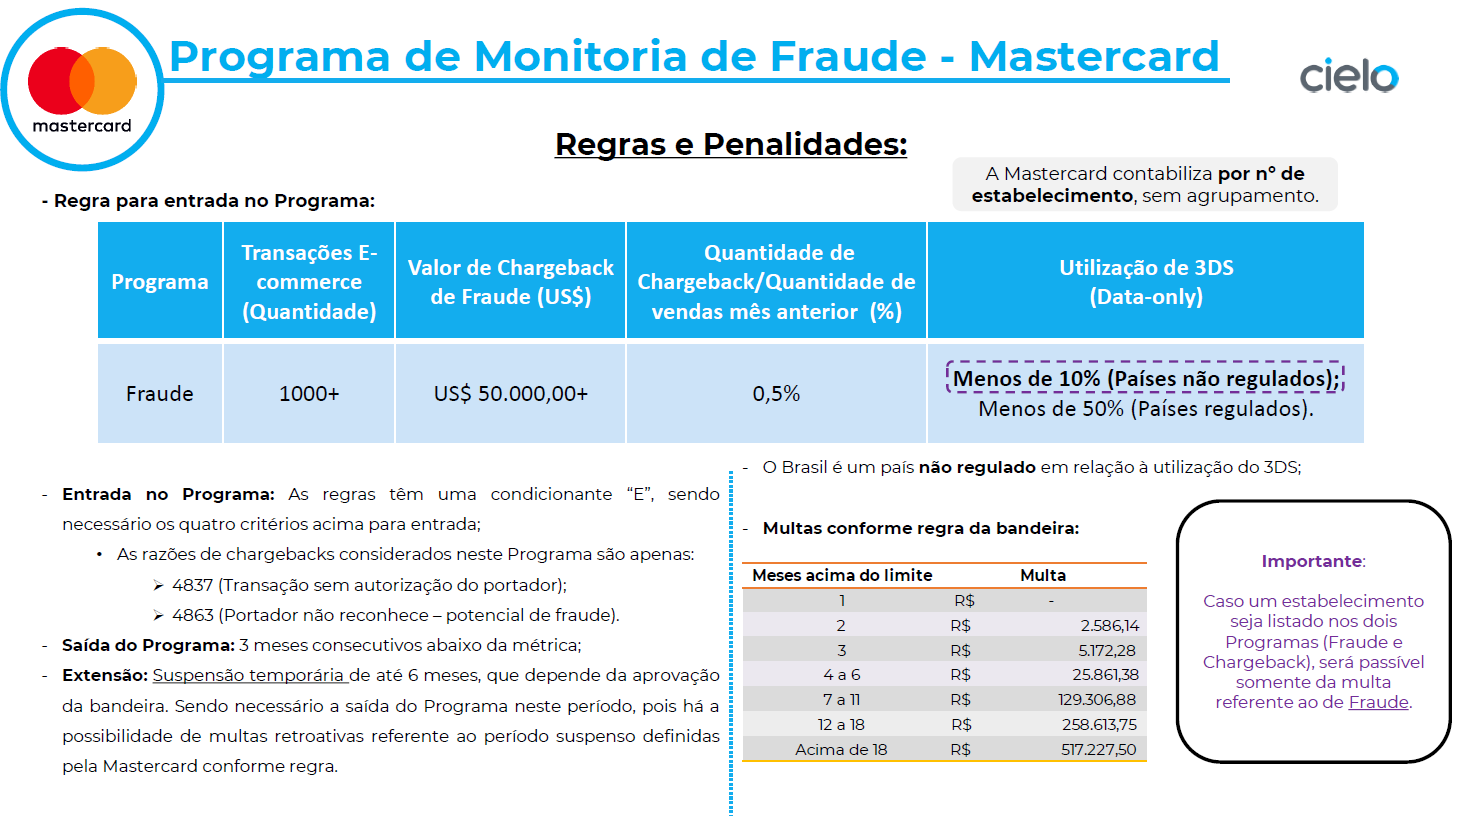 Programa de Monitoria de Fraude - Mastercard
mastercard
cielo
Regras e Penalidades:
A Mastercard contabiliza por n° de
estabelecimento, sem agrupamento.
- Regra para entrada no Programa:
Programa
Transações E-
commerce
(Quantidade)
Valor de Chargeback
de Fraude (US$)
Quantidade de
Chargeback/Quantidade de
vendas mês anterior (%)
Utilização de 3DS
(Data-only)
Fraude
1000+
US$ 50.000,00+
0,5%
Menos de 10% (Países não regulados);
Menos de 50% (Países regulados).
- Entrada no Programa: As regras têm uma condicionante “E”, sendo
necessário os quatro critérios acima para entrada;
• As razões de chargebacks considerados neste Programa são apenas:
➢ 4837 (Transação sem autorização do portador);
➢ 4863 (Portador não reconhece – potencial de fraude).
- Saída do Programa: 3 meses consecutivos abaixo da métrica;
- Extensão: Suspensão temporária de até 6 meses, que depende da aprovação
da bandeira. Sendo necessário a saída do Programa neste período, pois há a
possibilidade de multas retroativas referente ao período suspenso definidas
pela Mastercard conforme regra.
- O Brasil é um país não regulado em relação à utilização do 3DS;
- Multas conforme regra da bandeira:
Meses acima do limite Multa
1 R$ -
2 R$ 2.586,14
3 R$ 5.172,28
4 a 6 R$ 25.861,38
7 a 11 R$ 129.306,88
12 a 18 R$ 258.613,75
Acima de 18 R$ 517.227,50
Importante:
Caso um estabelecimento
seja listado nos dois
Programas (Fraude e
Chargeback), será passível
somente da multa
referente ao de Fraude.